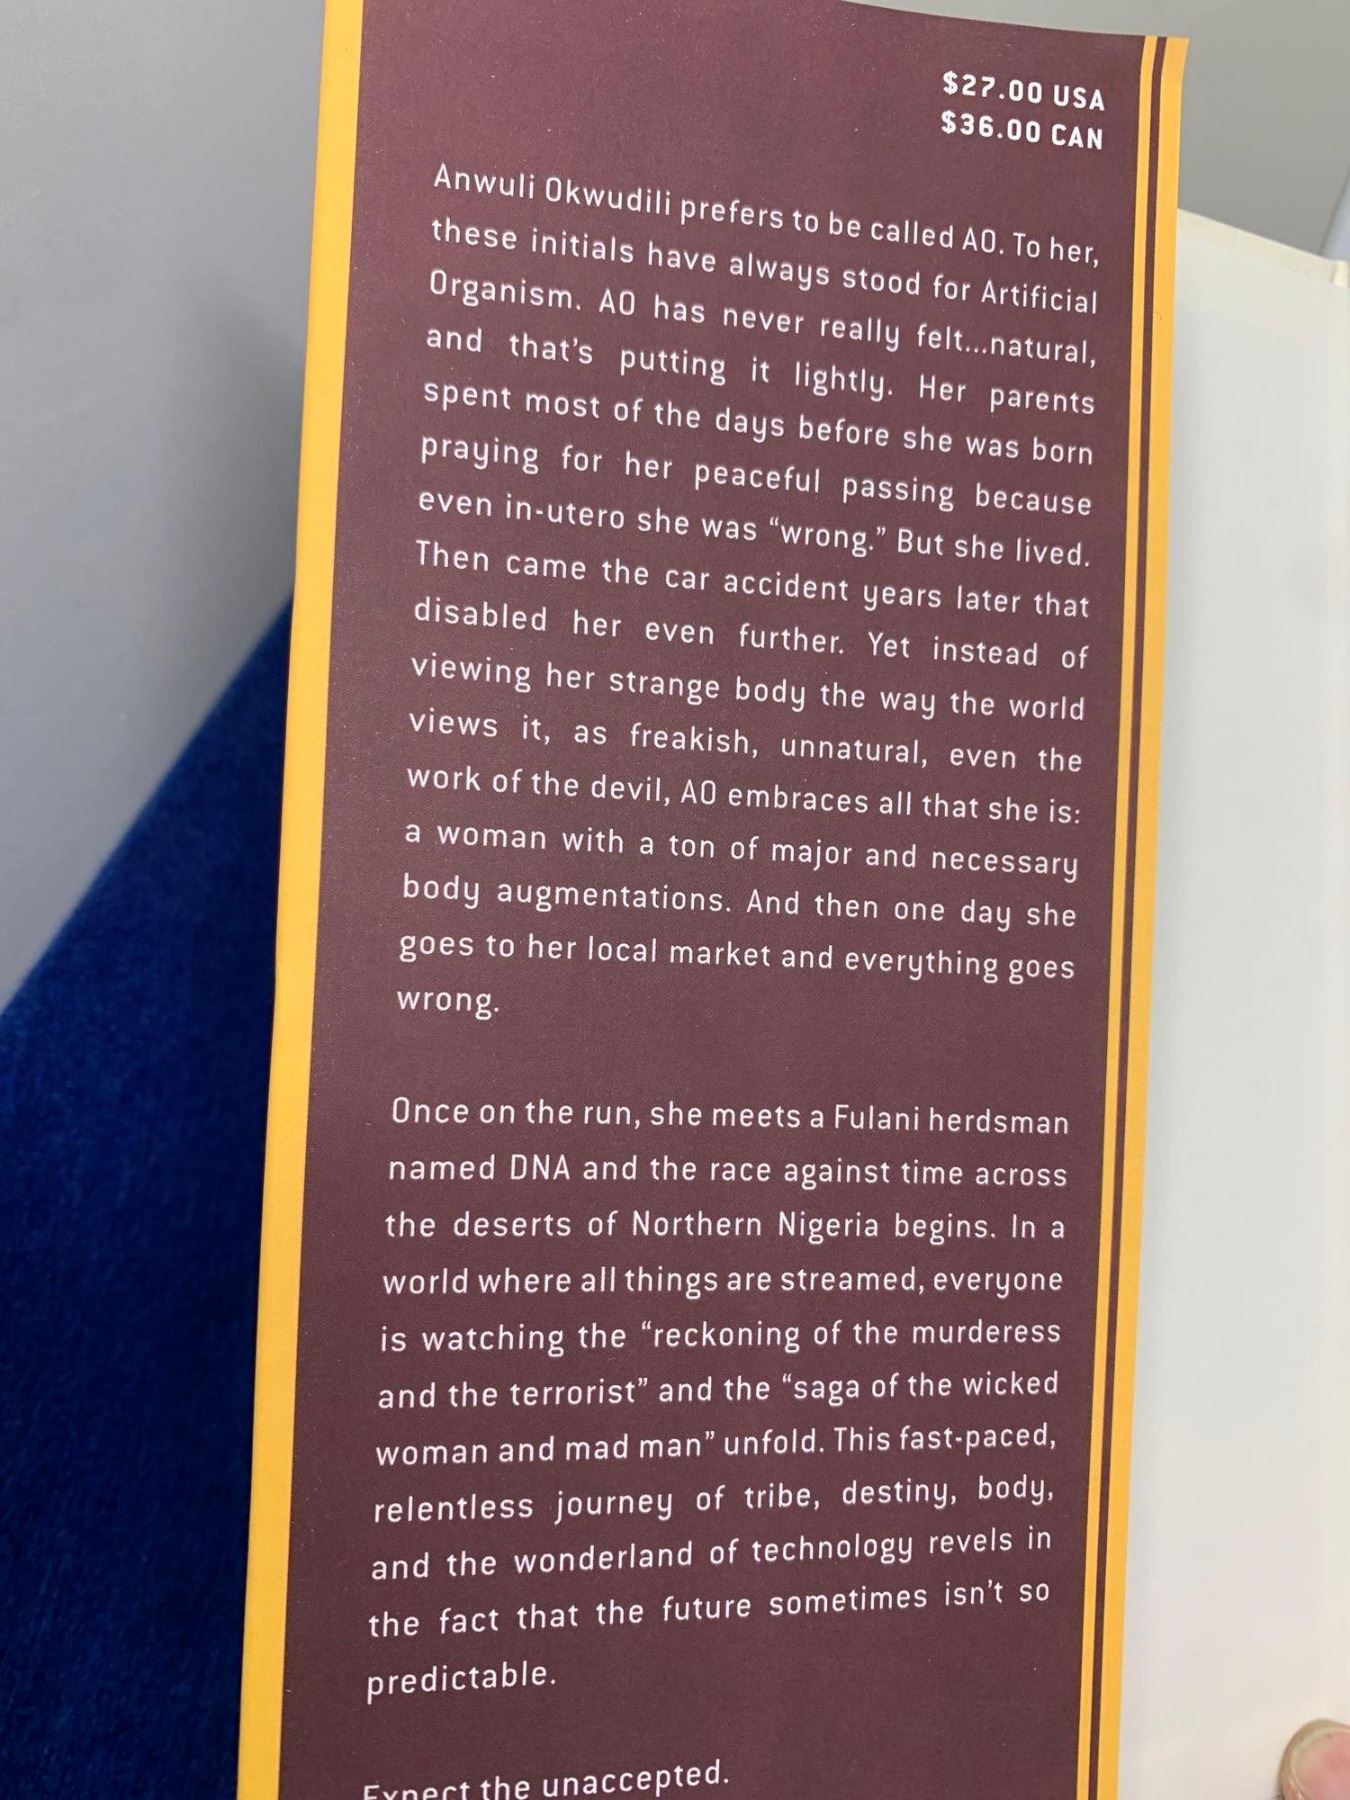 $27.00 USA
$36.00 CAN
Anwuli Okwudili prefers to be called AO. To her,
these initials have always stood for Artificial
Organism. AO has never really felt...natural,
and that's putting it lightly. Her parents
spent most of the days before she was born
praying for her peaceful passing because
even in-utero she was “wrong.” But she lived.
Then came the car accident years later that
disabled her even further. Yet instead of
viewing her strange body the way the world
views it, as freakish, unnatural, even the
work of the devil, AO embraces all that she is:
a woman with a ton of major and necessary
body augmentations. And then one day she
goes to her local market and everything goes
wrong.
Once on the run, she meets a Fulani herdsman
named DNA and the race against time across
the deserts of Northern Nigeria begins. In a
world where all things are streamed, everyone
is watching the “reckoning of the murderess
and the terrorist” and the “saga of the wicked
woman and mad man” unfold. This fast-paced,
relentless journey of tribe, destiny, body,
and the wonderland of technology revels in
the fact that the future sometimes isn't so
predictable.
Expect the unaccepted.